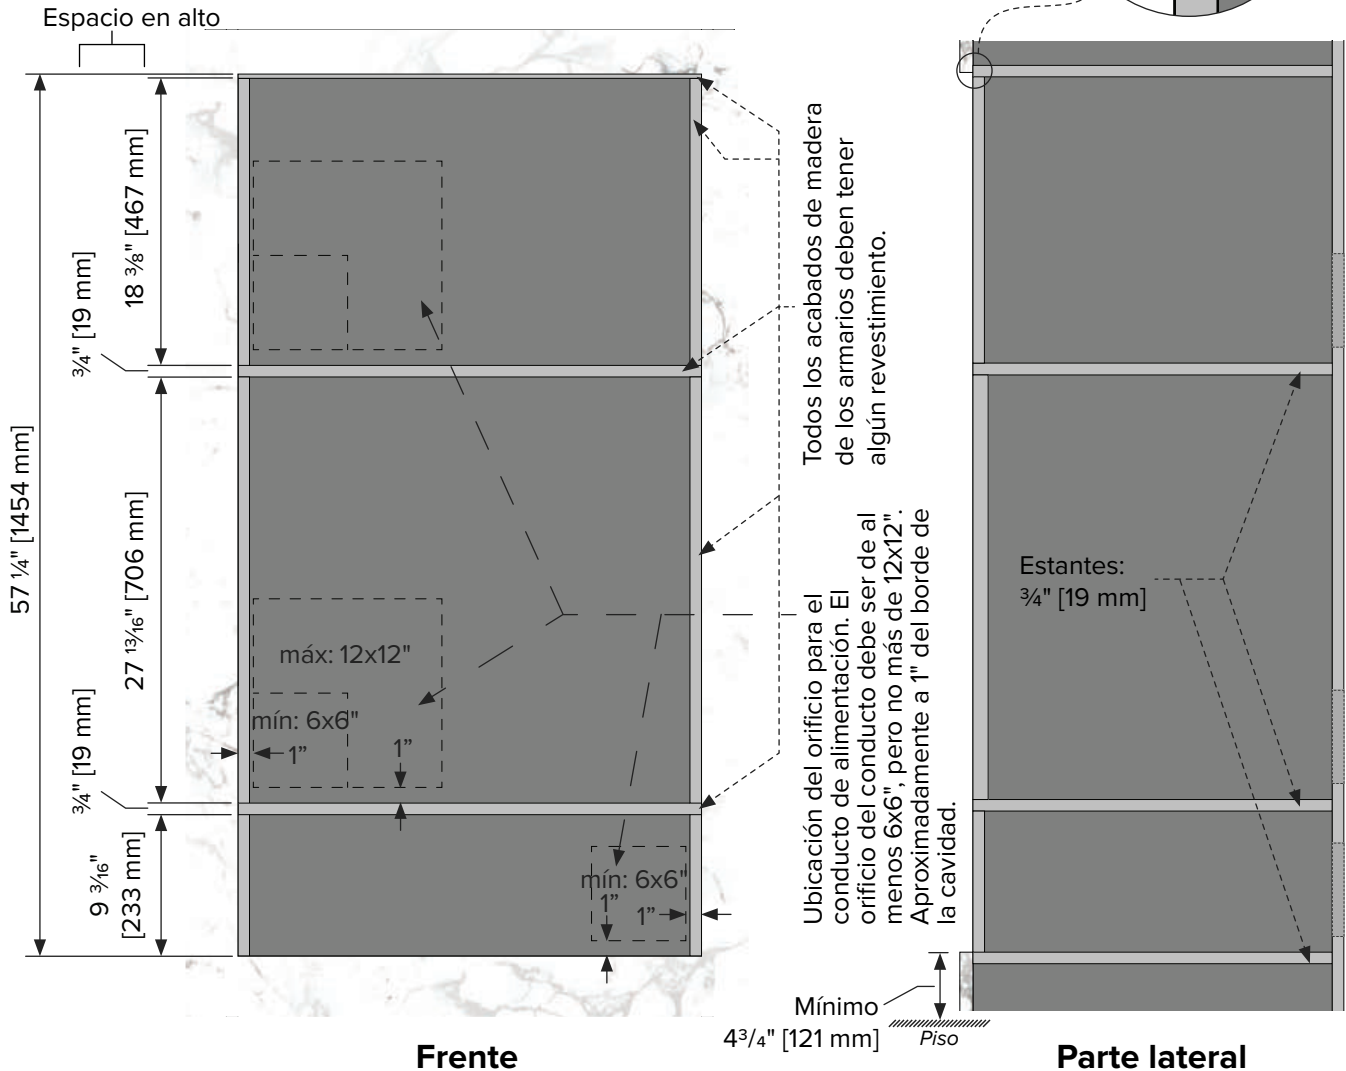 Espacio en alto
57 1/4" [1454 mm]
18 3/8" [467 mm]
3/4" [19 mm]
27 13/16" [706 mm]
3/4" [19 mm]
9 3/16"
[233 mm]
máx: 12x12"
mín: 6x6"
1”
1”
mín: 6x6"
1”
1”
Todos los acabados de madera
de los armarios deben tener
algún revestimiento.
Ubicación del orificio para el
conducto de alimentación. El
orificio del conducto debe ser de al
menos 6x6", pero no más de 12x12".
Aproximadamente a 1" del borde de
la cavidad.
Estantes:
3/4" [19 mm]
Mínimo
4 3/4" [121 mm]
Piso
Frente
Parte lateral